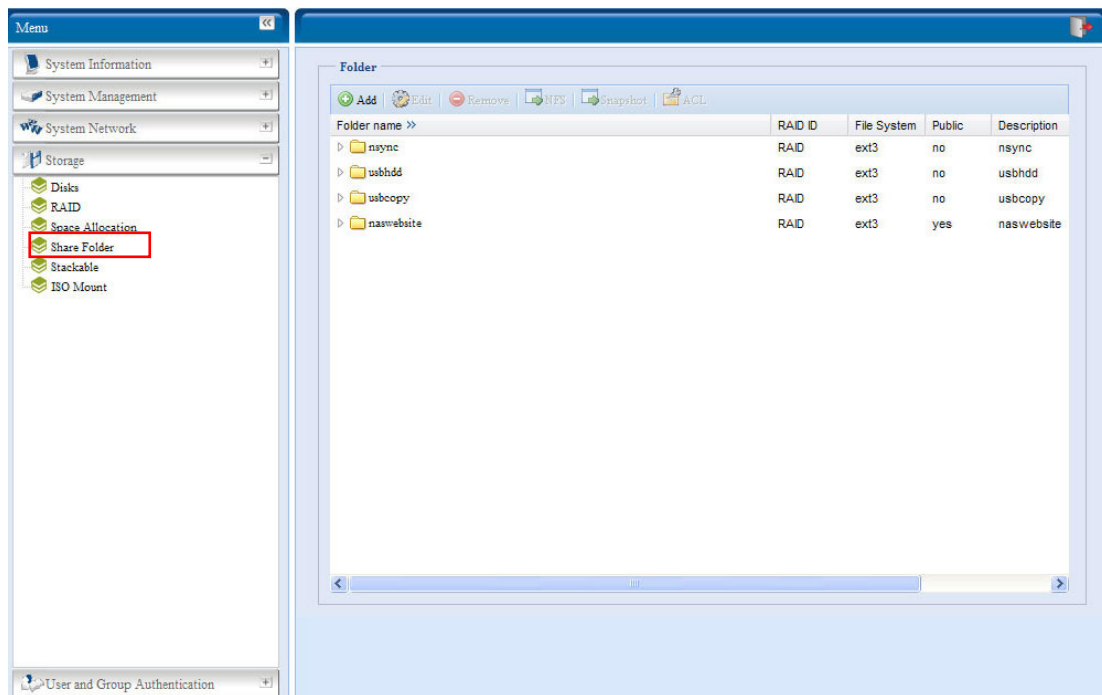 Menu
System Information
System Management
System Network
Storage
Disks
RAID
Space Allocation
Share Folder
Stackable
ISO Mount
User and Group Authentication
Folder
Add Edit Remove NFS Snapshot ACL
Folder name RAID ID File System Public Description
nsync RAID ext3 no nsync
usbhdd RAID ext3 no usbhdd
usbcopy RAID ext3 no usbcopy
naswebsite RAID ext3 yes naswebsite